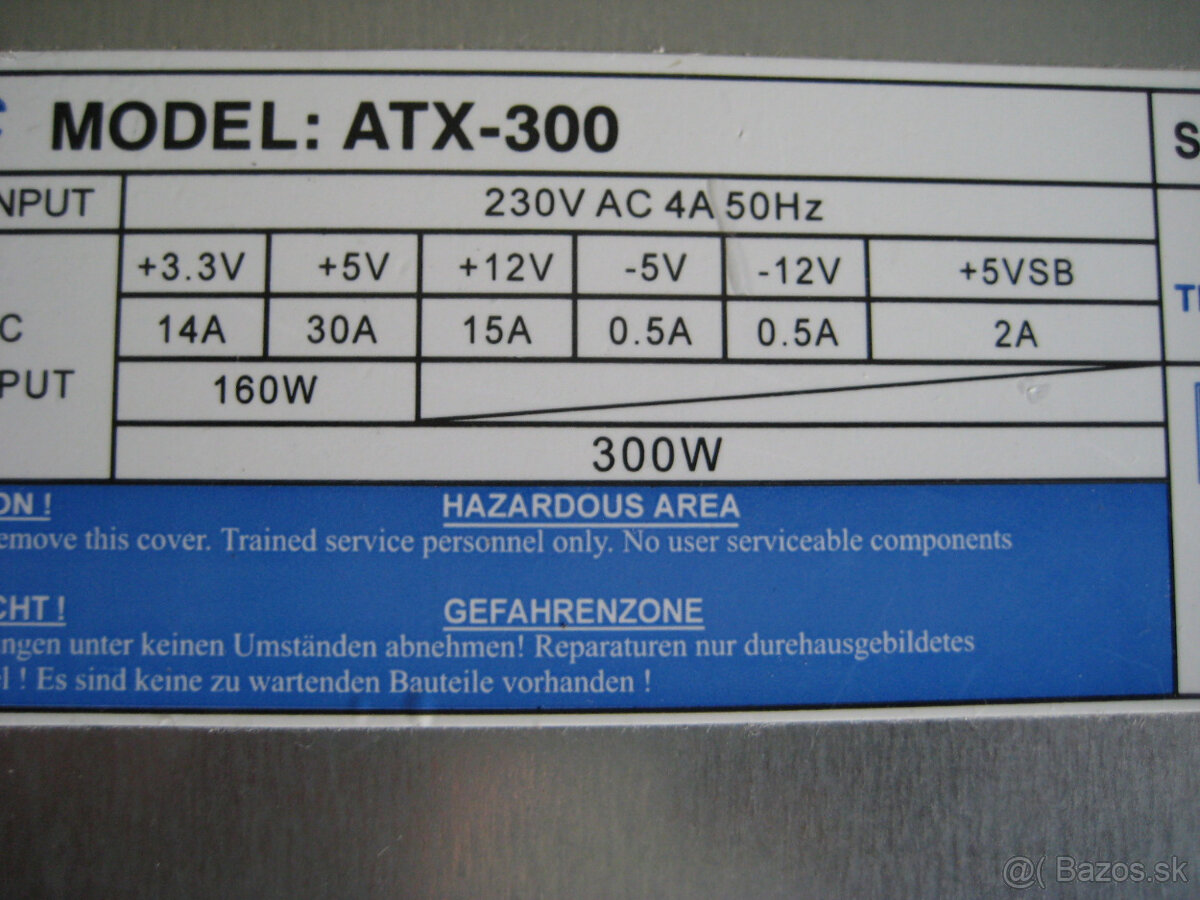 C MODEL: ATX-300
S
NPUT 230V AC 4A 50Hz
+3.3V +5V +12V -5V -12V +5VSB
C 14A 30A 15A 0.5A 0.5A 2A
PUT 160W
300W
ON ! HAZARDOUS AREA
emove this cover. Trained service personnel only. No user serviceable components
CHT ! GEFAHRENZONE
ngen unter keinen Umständen abnehmen! Reparaturen nur durehausgebildetes
el ! Es sind keine zu wartenden Bauteile vorhanden !
@( Bazos.sk